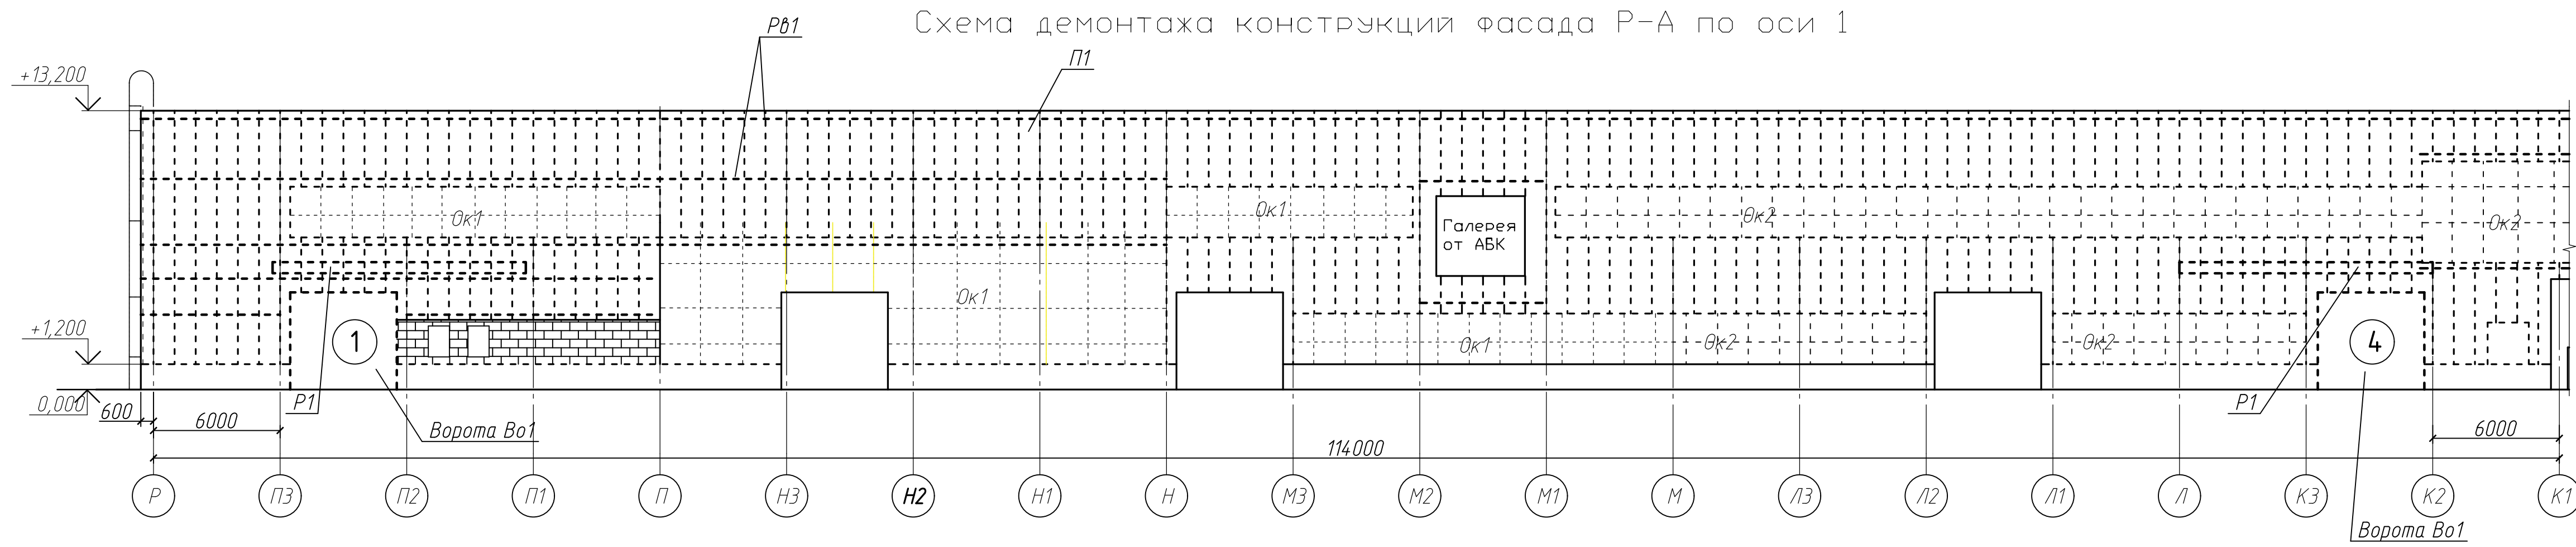 Схема демонтажа конструкции фасада Р-А по оси 1
Рв1
П1
+13,200
Ок1
Ок1
Ок2
Ок2
Галерея
от АБК
Ок1
+1,200
1
Ок1
Ок2
Ок2
4
0,000
600
6000
Р1
Ворота Во1
Р1
6000
114000
Р
П3
П2
П1
П
Н3
Н2
Н1
Н
М3
М2
М1
М
Л3
Л2
Л1
Л
К3
К2
К1
Ворота Во1